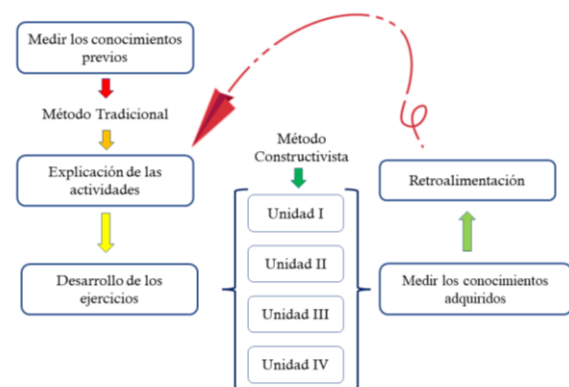 Medir los conocimientos
previos
Método Tradicional
Explicación de las
actividades
Desarrollo de los
ejercicios
Método
Constructivista
Unidad I
Unidad II
Unidad III
Unidad IV
Retroalimentación
Medir los conocimientos
adquiridos